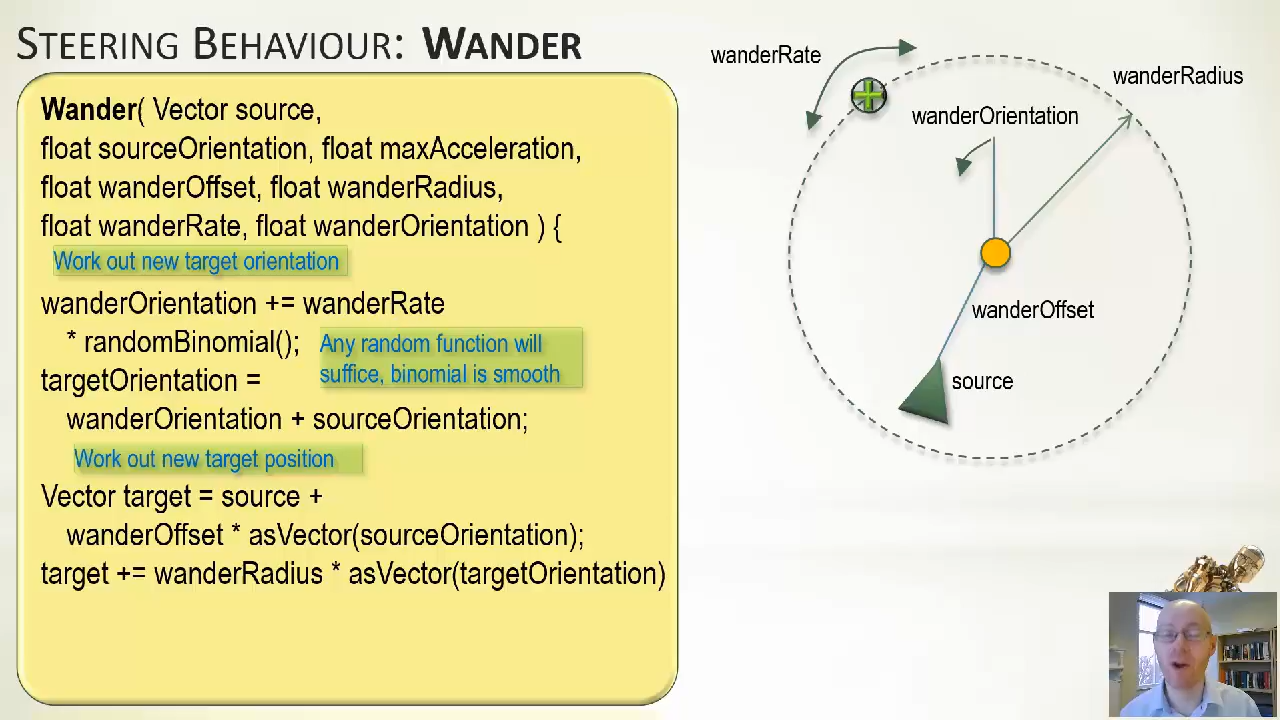 STEERING BEHAVIOUR: WANDER
Wander( Vector source,
float sourceOrientation, float maxAcceleration,
float wanderOffset, float wanderRadius,
float wanderRate, float wanderOrientation ) {
Work out new target orientation
wanderOrientation += wanderRate
* randomBinomial();
Any random function will
suffice, binomial is smooth
targetOrientation =
wanderOrientation + sourceOrientation;
Work out new target position
Vector target = source +
wanderOffset * asVector(sourceOrientation);
target += wanderRadius * asVector(targetOrientation)
wanderRate
wanderRadius
wanderOrientation
wanderOffset
source